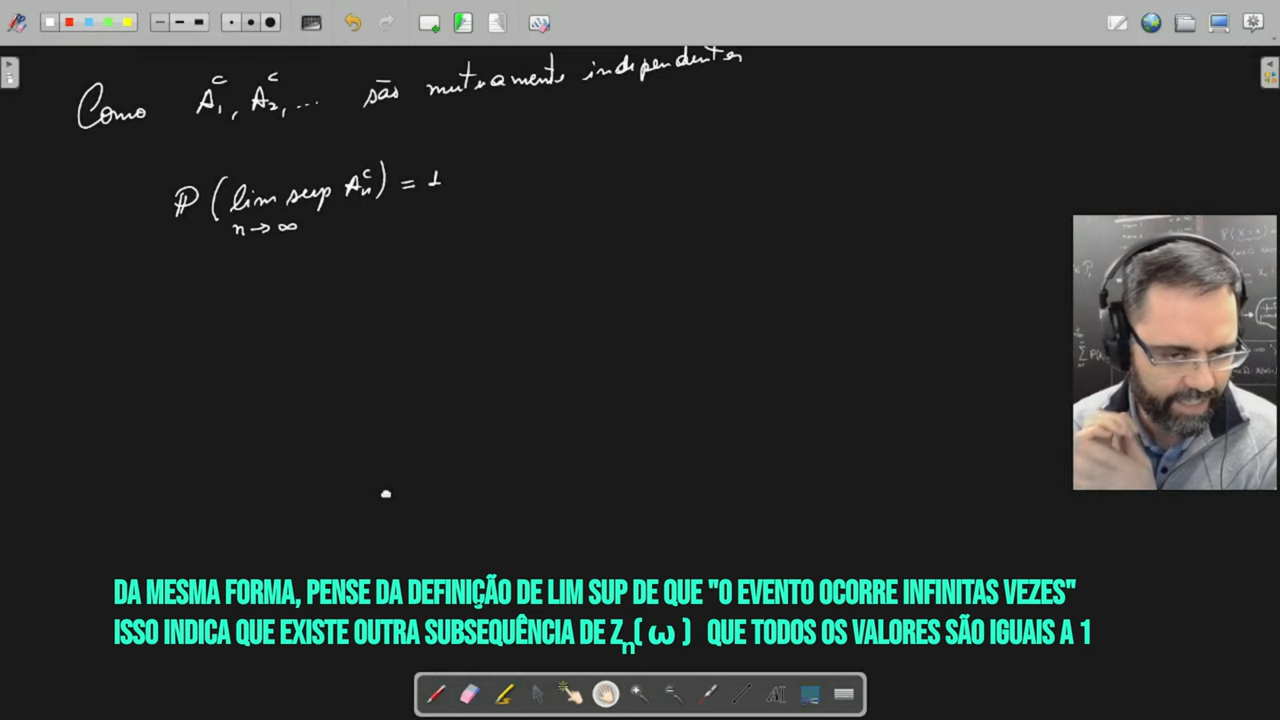 Como A₁ᶜ, A₂ᶜ, ... são mutuamente independentes
ℙ ( lim sup Aₙᶜ ) = 1
n → ∞
DA MESMA FORMA, PENSE DA DEFINIÇÃO DE LIM SUP DE QUE "O EVENTO OCORRE INFINITAS VEZES"
ISSO INDICA QUE EXISTE OUTRA SUBSEQUÊNCIA DE Zₙ( ω ) QUE TODOS OS VALORES SÃO IGUAIS A 1